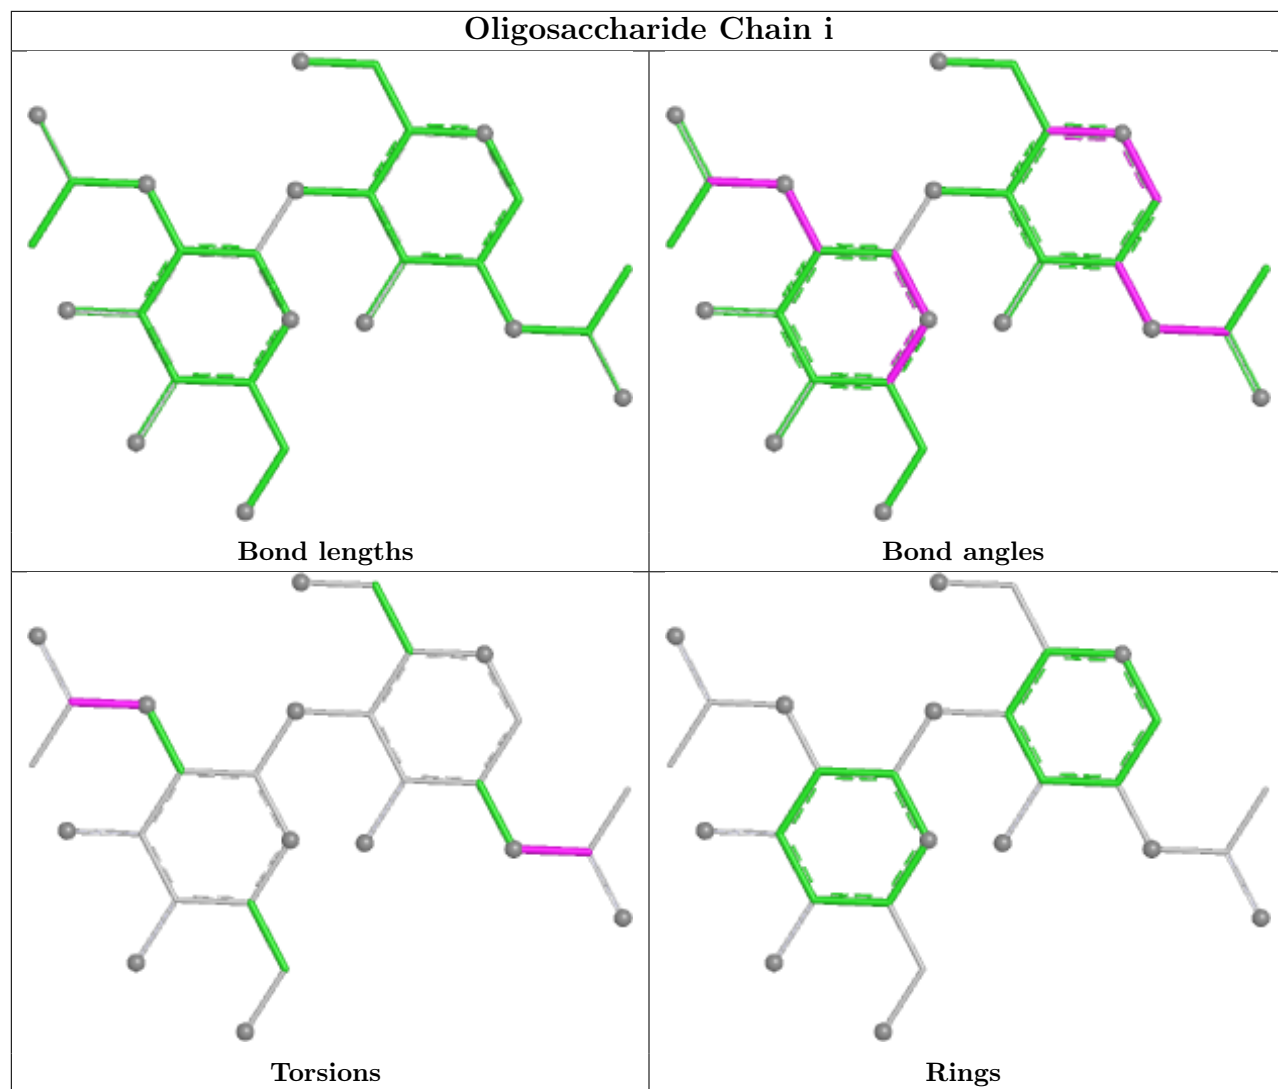 Oligosaccharide Chain i
Bond lengths
Bond angles
Torsions
Rings